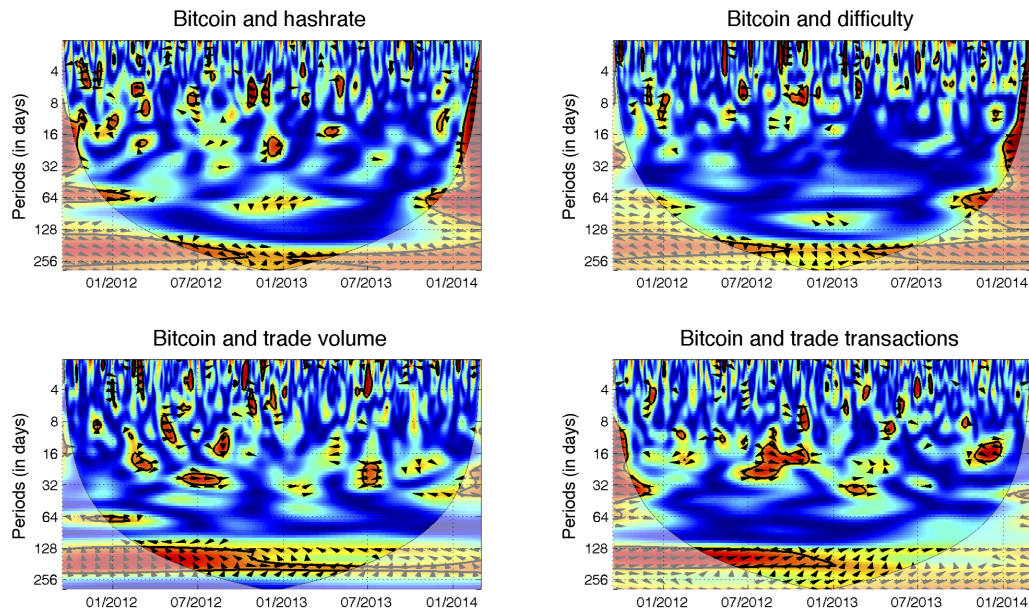 Bitcoin and hashrate
Periods (in days)
4
8
16
32
64
128
256
01/2012 07/2012 01/2013 07/2013 01/2014
Bitcoin and difficulty
Periods (in days)
4
8
16
32
64
128
256
01/2012 07/2012 01/2013 07/2013 01/2014
Bitcoin and trade volume
Periods (in days)
4
8
16
32
64
128
256
01/2012 07/2012 01/2013 07/2013 01/2014
Bitcoin and trade transactions
Periods (in days)
4
8
16
32
64
128
256
01/2012 07/2012 01/2013 07/2013 01/2014